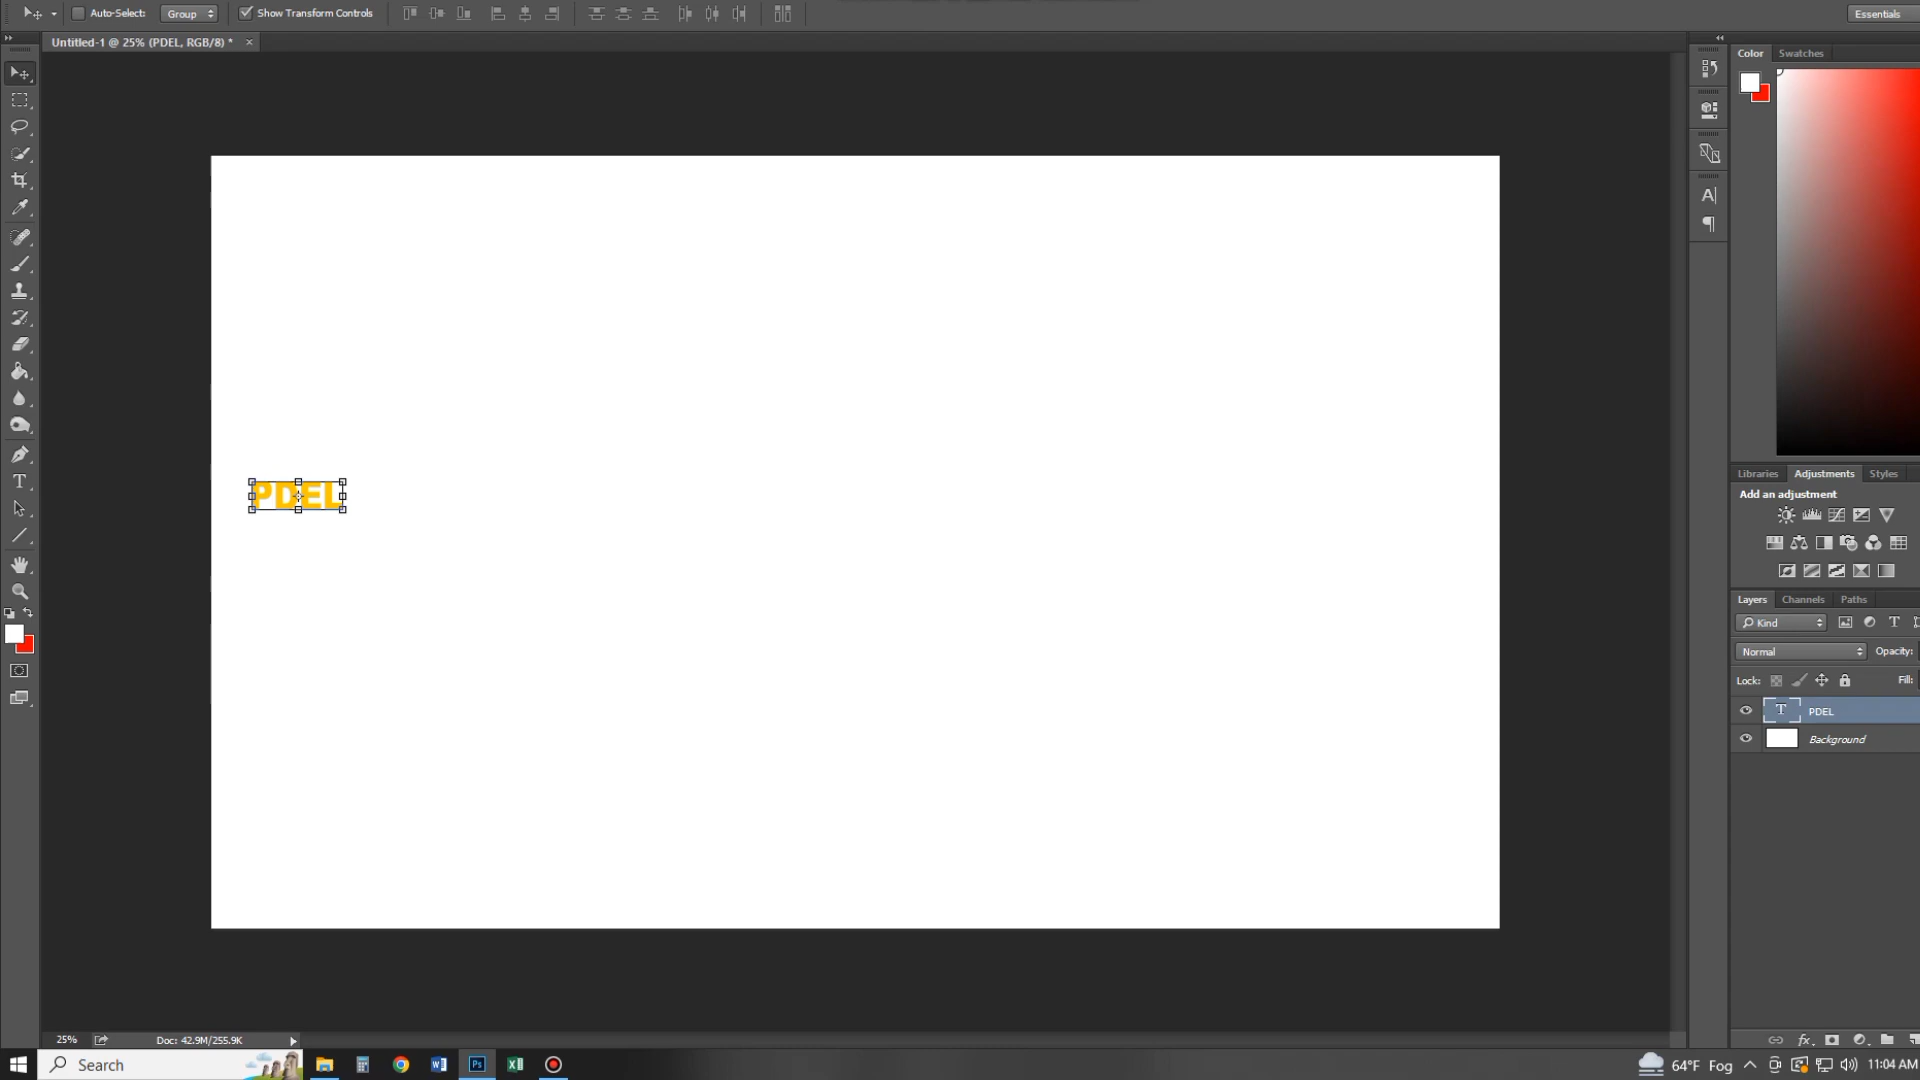 Auto-Select:
Group
Show Transform Controls
Essentials
Untitled-1 @ 25% (PDEL, RGB/8) *
Color
Swatches
PDEL
Libraries
Adjustments
Styles
Add an adjustment
Layers
Channels
Paths
Kind
Normal
Opacity:
Lock:
Fill:
PDEL
Background
25%
Doc: 42.9M/255.9K
Search
64°F Fog
11:04 AM